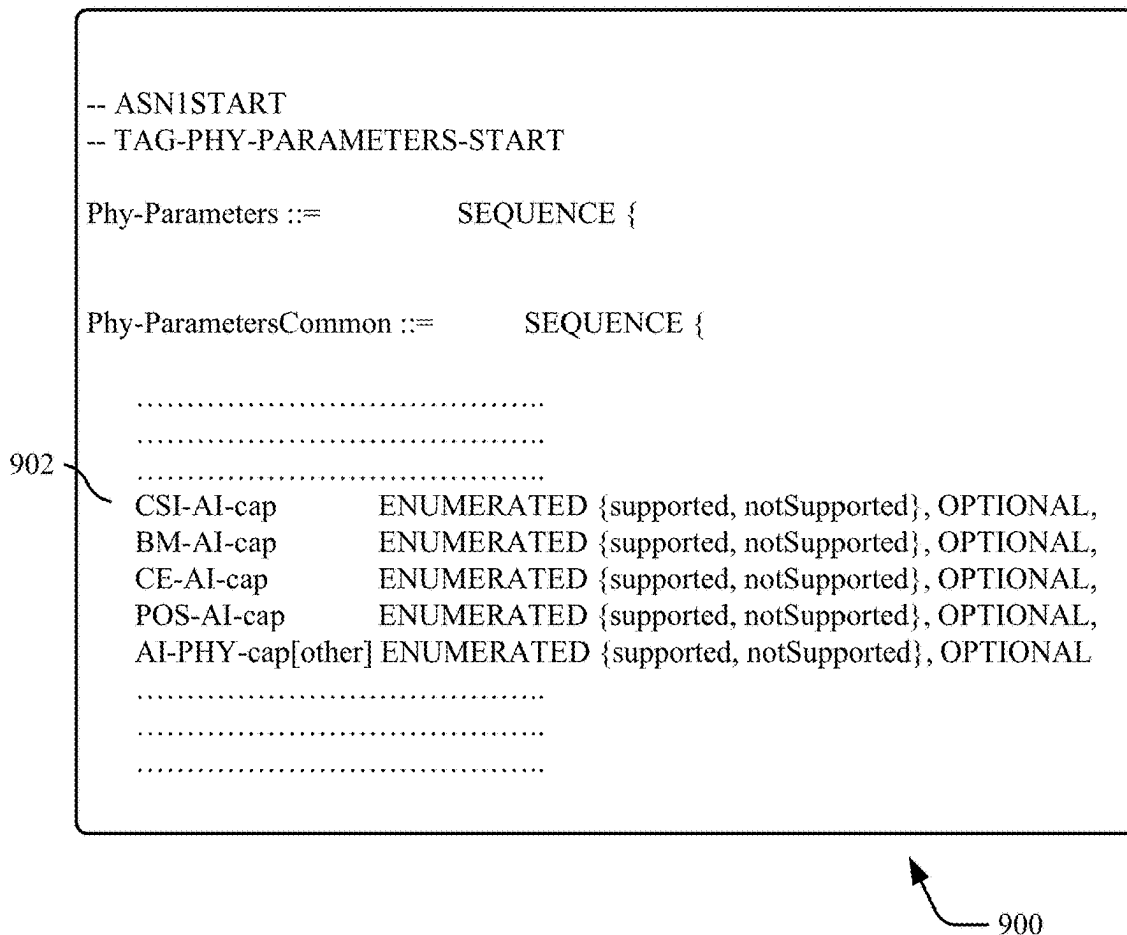 -- ASN1START
-- TAG-PHY-PARAMETERS-START
Phy-Parameters ::= SEQUENCE {
Phy-ParametersCommon ::= SEQUENCE {
........................................
........................................
........................................
902
CSI-AI-cap ENUMERATED {supported, notSupported}, OPTIONAL,
BM-AI-cap ENUMERATED {supported, notSupported}, OPTIONAL,
CE-AI-cap ENUMERATED {supported, notSupported}, OPTIONAL,
POS-AI-cap ENUMERATED {supported, notSupported}, OPTIONAL,
AI-PHY-cap[other] ENUMERATED {supported, notSupported}, OPTIONAL
........................................
........................................
........................................
900